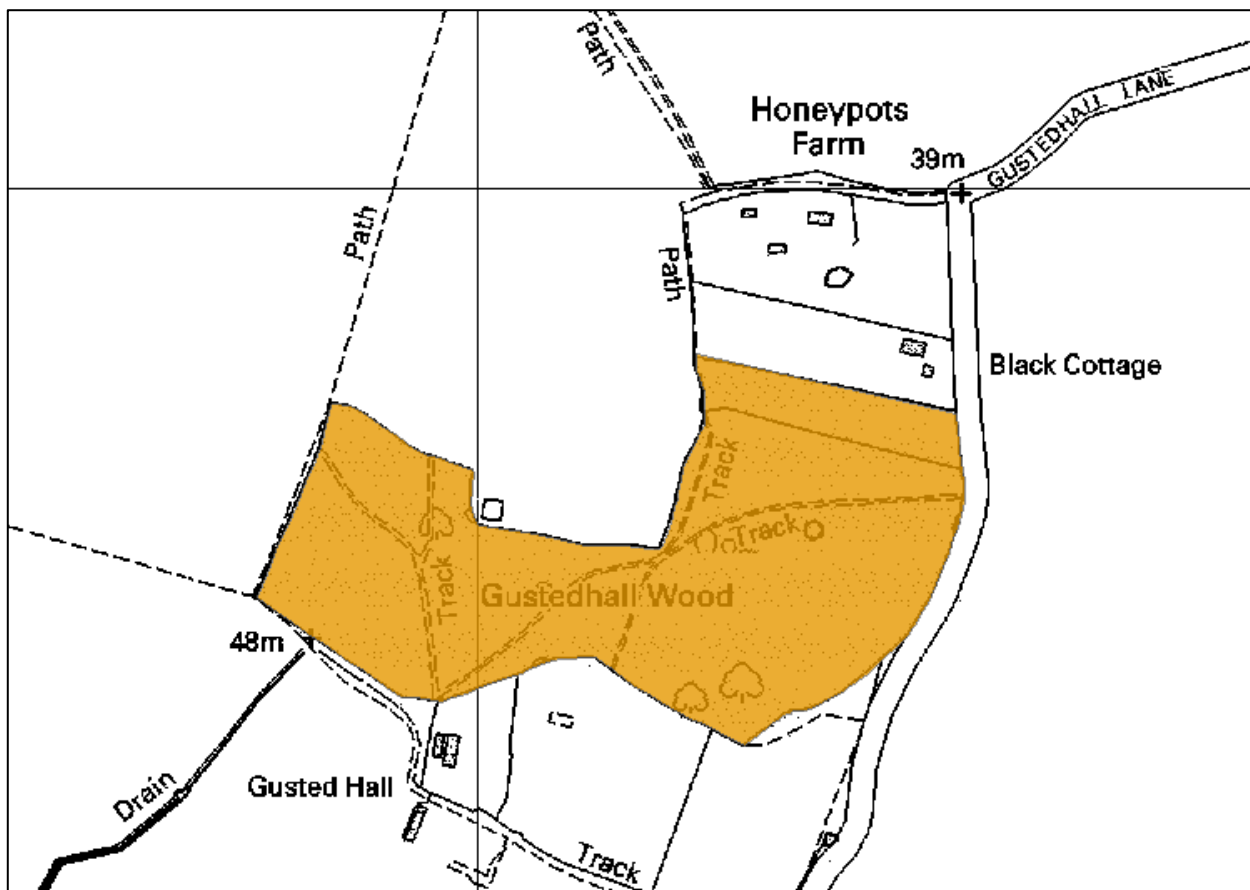 Path
Honeypots
Farm
39m
GUSTEDHALL LANE
Path
Path
Black Cottage
Track
Track
Track
Gustedhall Wood
48m
Gusted Hall
Drain
Track